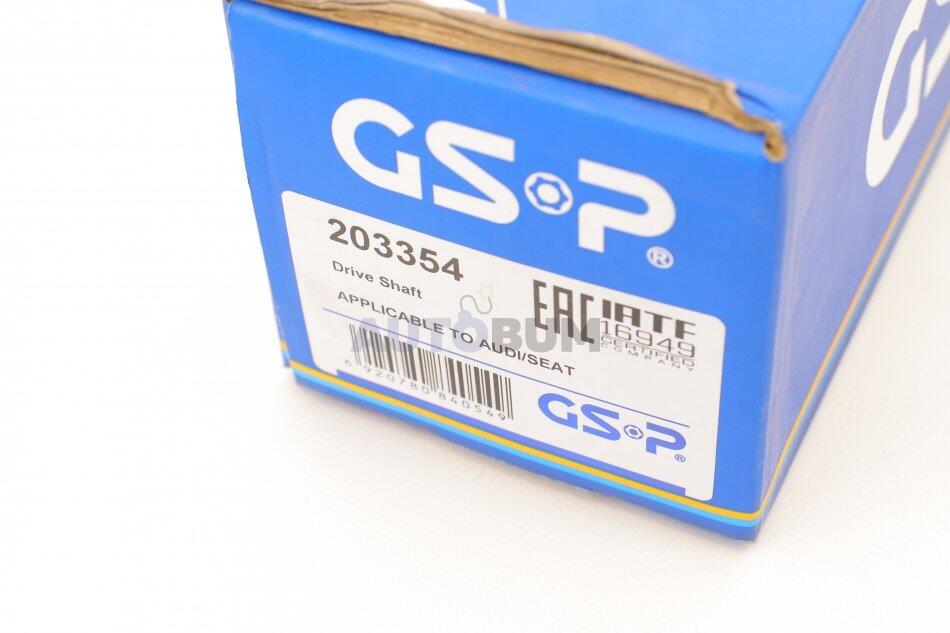 GSP®
203354
Drive Shaft
APPLICABLE TO AUDI/SEAT
EAC IATF
16949
CERTIFIED
COMPANY
AUTOBUM
6 920780 840549
GSP®